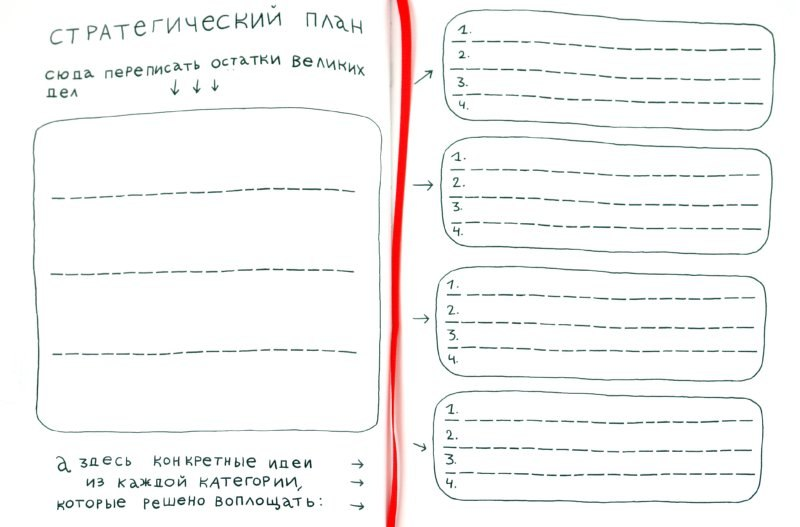 стратегический план
сюда переписать остатки великих
дел
а здесь конкретные идеи
из каждой категории,
которые решено воплощать:
1.
2.
3.
4.
1.
2.
3.
4.
1.
2.
3.
4.
1.
2.
3.
4.